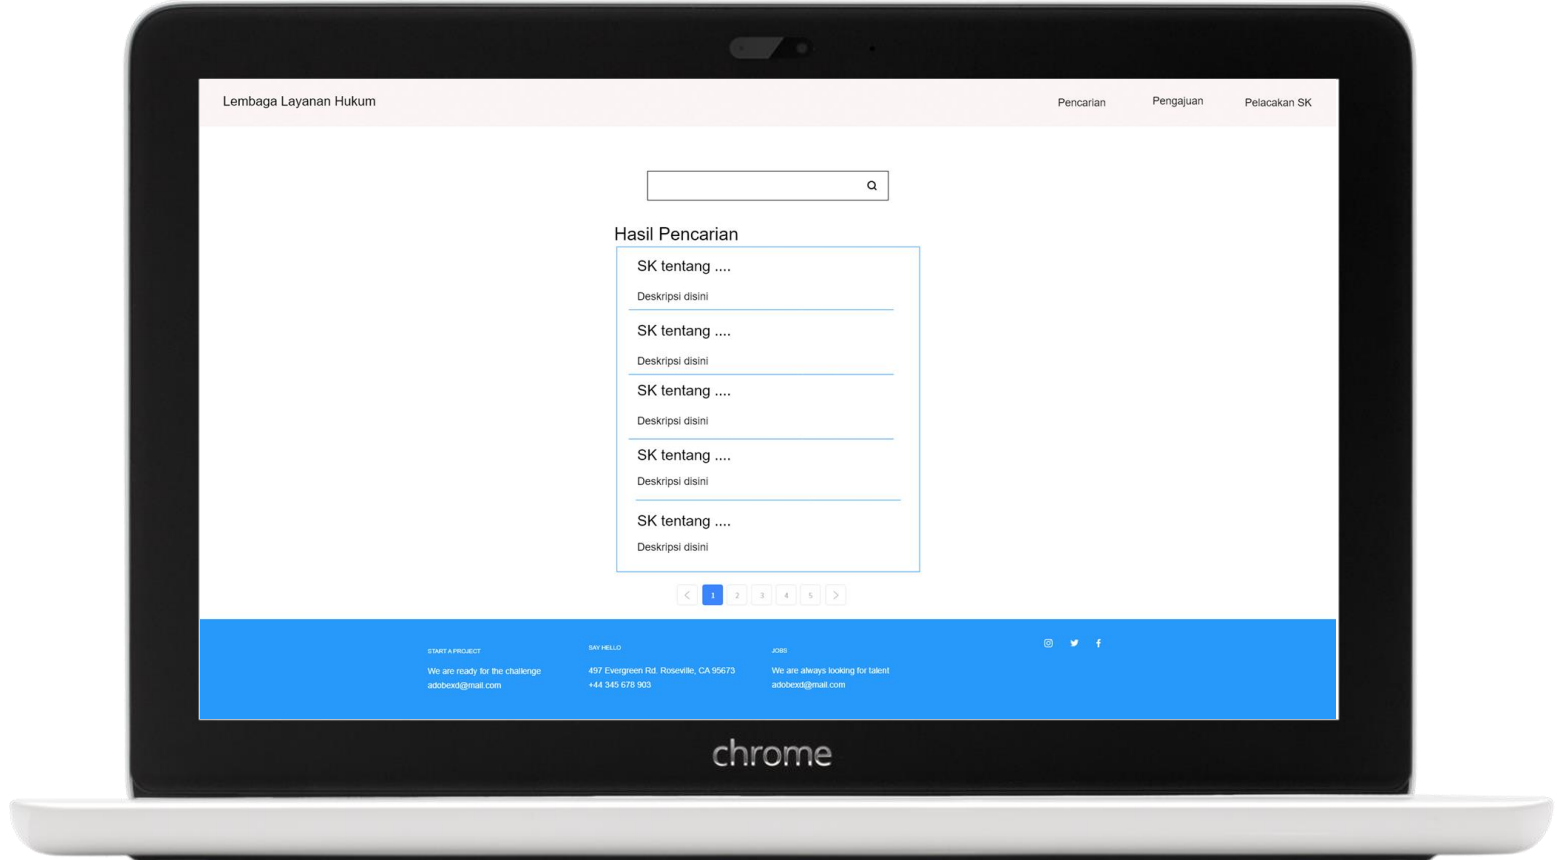 Lembaga Layanan Hukum
Pencarian
Pengajuan
Pelacakan SK
Hasil Pencarian
SK tentang ....
Deskripsi disini
SK tentang ....
Deskripsi disini
SK tentang ....
Deskripsi disini
SK tentang ....
Deskripsi disini
SK tentang ....
Deskripsi disini
1 2 3 4 5
START A PROJECT
We are ready for the challenge
adobexd@mail.com
SAY HELLO
497 Evergreen Rd. Roseville, CA 95673
+44 345 678 903
JOBS
We are always looking for talent
adobexd@mail.com
chrome